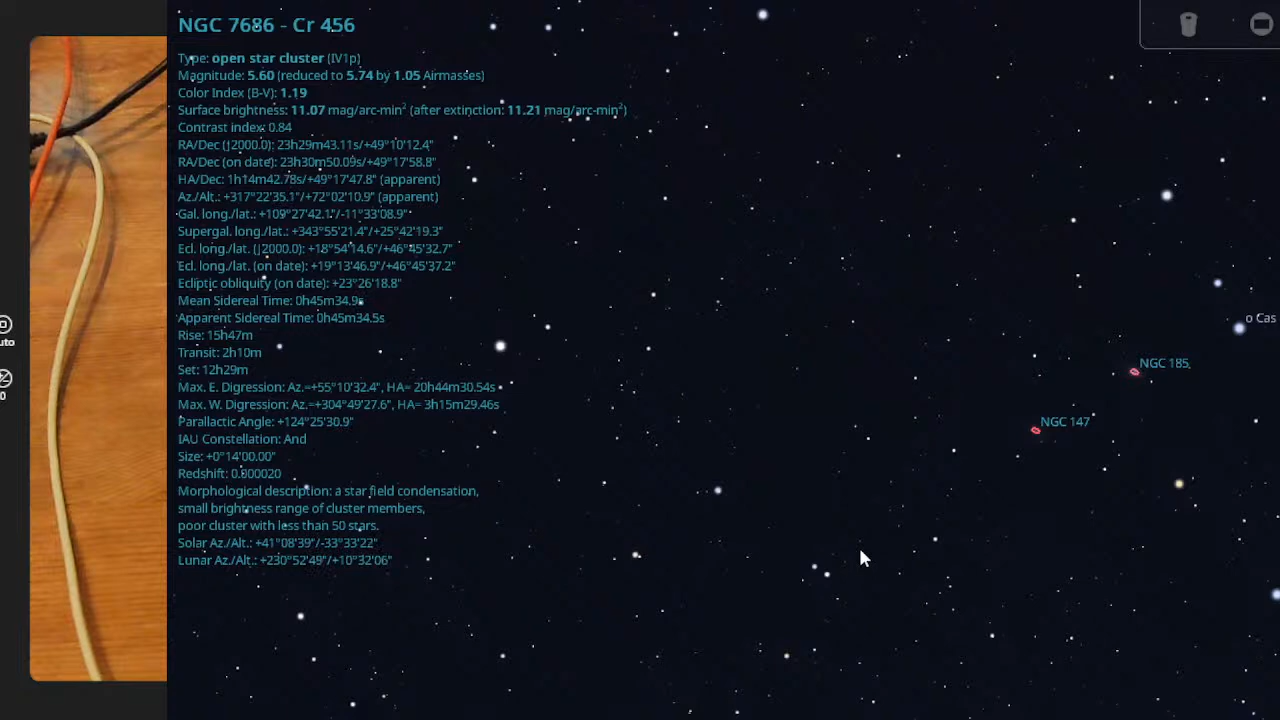 NGC 7686 - Cr 456
Type: open star cluster (IV1p)
Magnitude: 5.60 (reduced to 5.74 by 1.05 Airmasses)
Color Index (B-V): 1.19
Surface brightness: 11.07 mag/arc-min² (after extinction: 11.21 mag/arc-min²)
Contrast index: 0.84
RA/Dec (J2000.0): 23h29m43.11s/+49°10'12.4"
RA/Dec (on date): 23h30m50.09s/+49°17'58.8"
HA/Dec: 1h14m42.78s/+49°17'47.8" (apparent)
Az./Alt.: +317°22'35.1"/+72°02'10.9" (apparent)
Gal. long./lat.: +109°27'42.1"/-11°33'08.9"
Supergal. long./lat.: +343°55'21.4"/+25°42'19.3"
Ecl. long./lat. (J2000.0): +18°54'14.6"/+46°45'32.7"
Ecl. long./lat. (on date): +19°13'46.9"/+46°45'37.2"
Ecliptic obliquity (on date): +23°26'18.8"
Mean Sidereal Time: 0h45m34.9s
Apparent Sidereal Time: 0h45m34.5s
Rise: 15h47m
Transit: 2h10m
Set: 12h29m
Max. E. Digression: Az.=+55°10'32.4", HA= 20h44m30.54s
Max. W. Digression: Az.=+304°49'27.6", HA= 3h15m29.46s
Parallactic Angle: +124°25'30.9"
IAU Constellation: And
Size: +0°14'00.00"
Redshift: 0.000020
Morphological description: a star field condensation,
small brightness range of cluster members,
poor cluster with less than 50 stars.
Solar Az./Alt.: +41°08'39"/-33°33'22"
Lunar Az./Alt.: +230°52'49"/+10°32'06"
ο Cas
NGC 185
NGC 147
uto
0